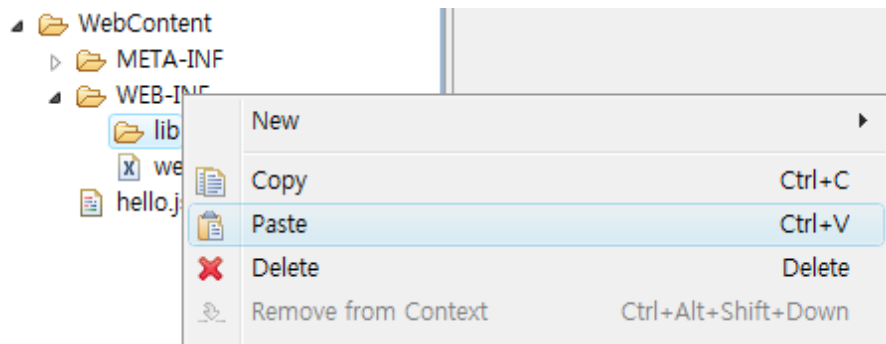 WebContent
META-INF
WEB-INF
lib
New
we
Copy Ctrl+C
hello.j
Paste Ctrl+V
Delete Delete
Remove from Context Ctrl+Alt+Shift+Down